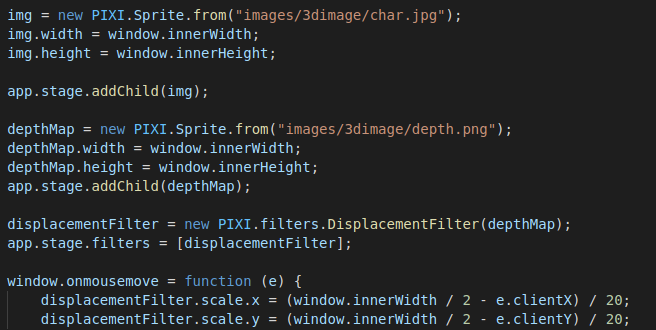 img = new PIXI.Sprite.from("images/3dimage/char.jpg");
img.width = window.innerWidth;
img.height = window.innerHeight;
app.stage.addChild(img);
depthMap = new PIXI.Sprite.from("images/3dimage/depth.png");
depthMap.width = window.innerWidth;
depthMap.height = window.innerHeight;
app.stage.addChild(depthMap);
displacementFilter = new PIXI.filters.DisplacementFilter(depthMap);
app.stage.filters = [displacementFilter];
window.onmousemove = function (e) {
displacementFilter.scale.x = (window.innerWidth / 2 - e.clientX) / 20;
displacementFilter.scale.y = (window.innerHeight / 2 - e.clientY) / 20;